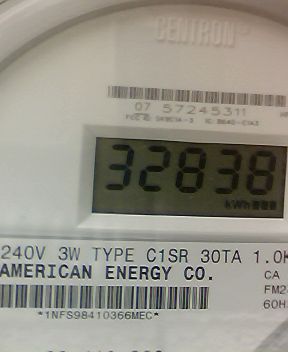 CENTRON®
07 57245311
32838
kWh
240V 3W TYPE C1SR 30TA 1.0K
AMERICAN ENERGY CO.
CA
FM2
60H
*1NFS98410366MEC*